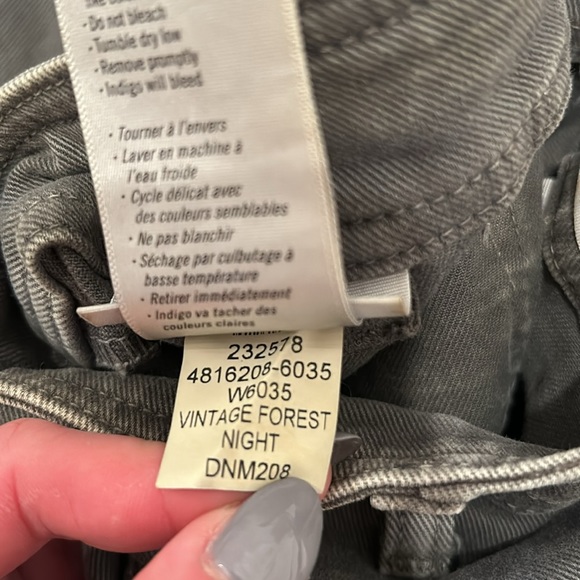 · Do not bleach
· Tumble dry low
· Remove promptly
· Indigo will bleed
· Tourner à l'envers
· Laver en machine à
l'eau froide
· Cycle délicat avec
des couleurs semblables
· Ne pas blanchir
· Séchage par culbutage à
basse température
· Retirer immédiatement
· Indigo va tacher des
couleurs claires
232578
4816208-6035
W6035
VINTAGE FOREST
NIGHT
DNM208